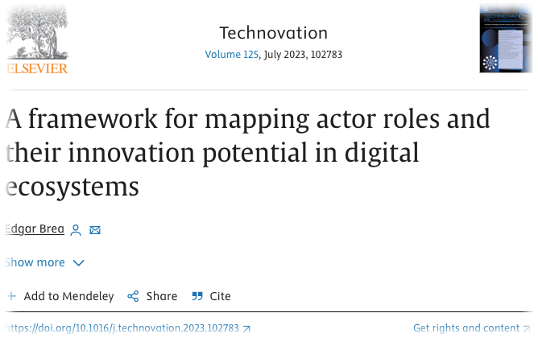 ELSEVIER
Technovation
Volume 125, July 2023, 102783
A framework for mapping actor roles and
their innovation potential in digital
ecosystems
Edgar Brea
Show more
Add to Mendeley Share Cite
https://doi.org/10.1016/j.technovation.2023.102783
Get rights and content